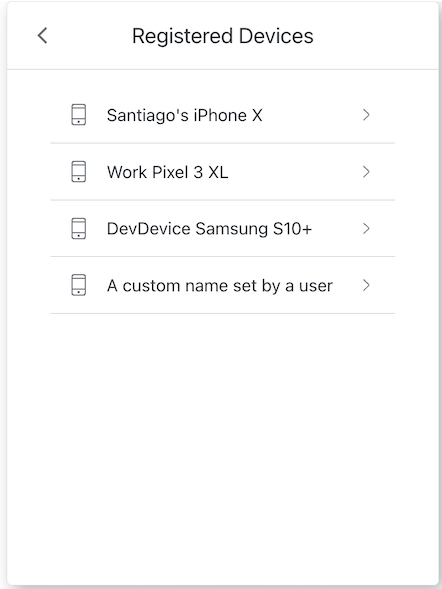 Registered Devices
Santiago's iPhone X
Work Pixel 3 XL
DevDevice Samsung S10+
A custom name set by a user